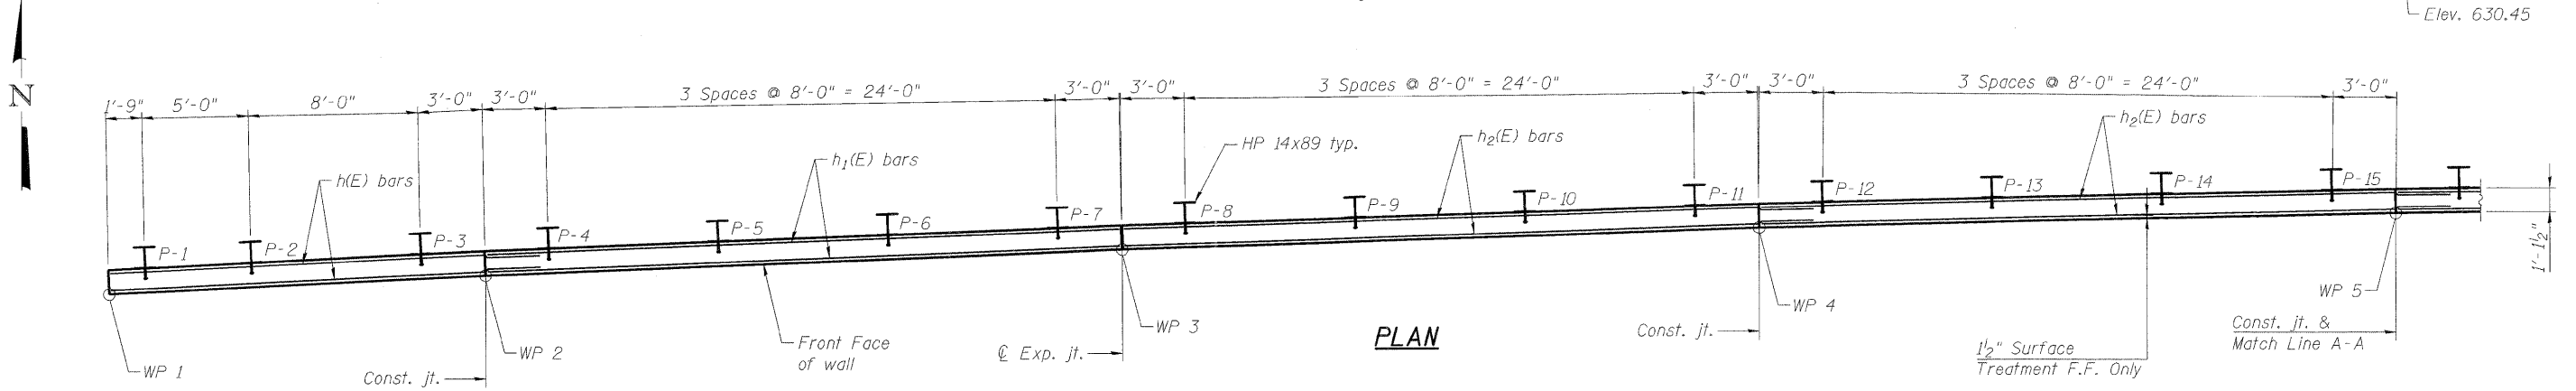 Elev. 630.45
N
1'-9"
5'-0"
8'-0"
3'-0"
3'-0"
3 Spaces @ 8'-0" = 24'-0"
3'-0"
3'-0"
3 Spaces @ 8'-0" = 24'-0"
3'-0"
3'-0"
3 Spaces @ 8'-0" = 24'-0"
3'-0"
h(E) bars
h1(E) bars
HP 14x89 typ.
h2(E) bars
h2(E) bars
P-1
P-2
P-3
P-4
P-5
P-6
P-7
P-8
P-9
P-10
P-11
P-12
P-13
P-14
P-15
1'-1½"
WP 1
WP 2
WP 3
WP 4
WP 5
Const. jt.
Front Face
of wall
℄ Exp. jt.
PLAN
Const. jt.
1½" Surface
Treatment F.F. Only
Const. jt. &
Match Line A-A